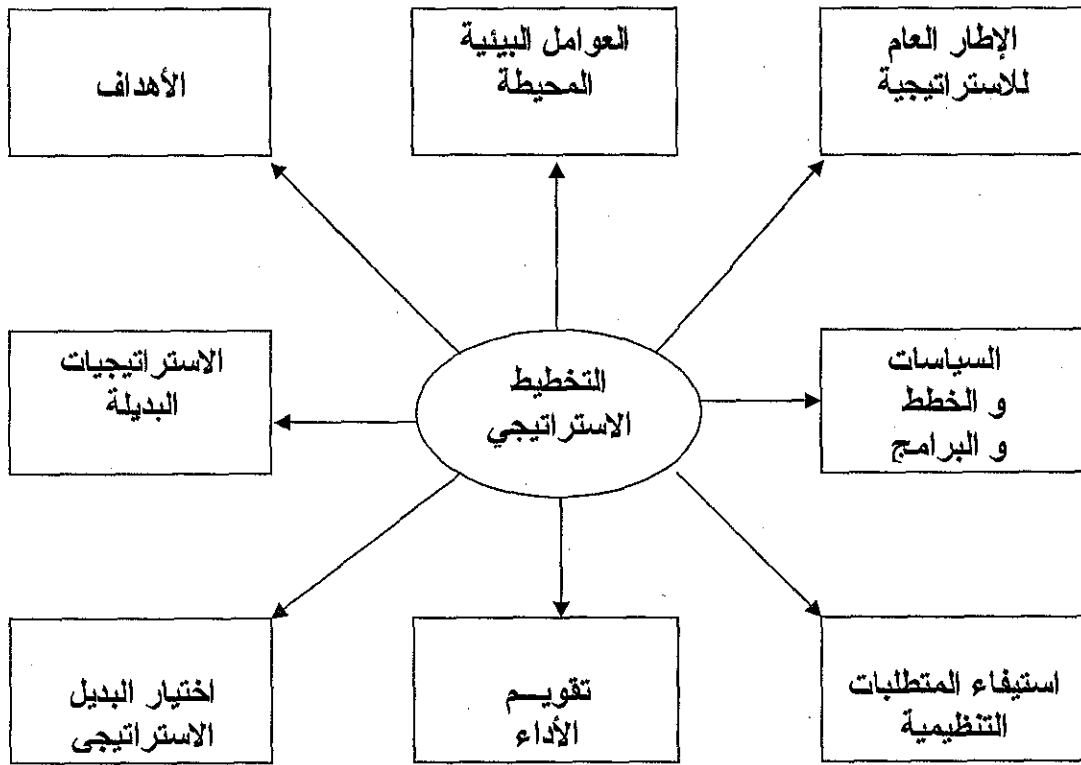 الإطار العام
للاستراتيجية
العوامل البيئية
المحيطة
الأهداف
السياسات
و الخطط
و البرامج
التخطيط
الاستراتيجي
الاستراتيجيات
البديلة
استيفاء المتطلبات
التنظيمية
تقويــم
الأداء
اختيار البديل
الاستراتيجى